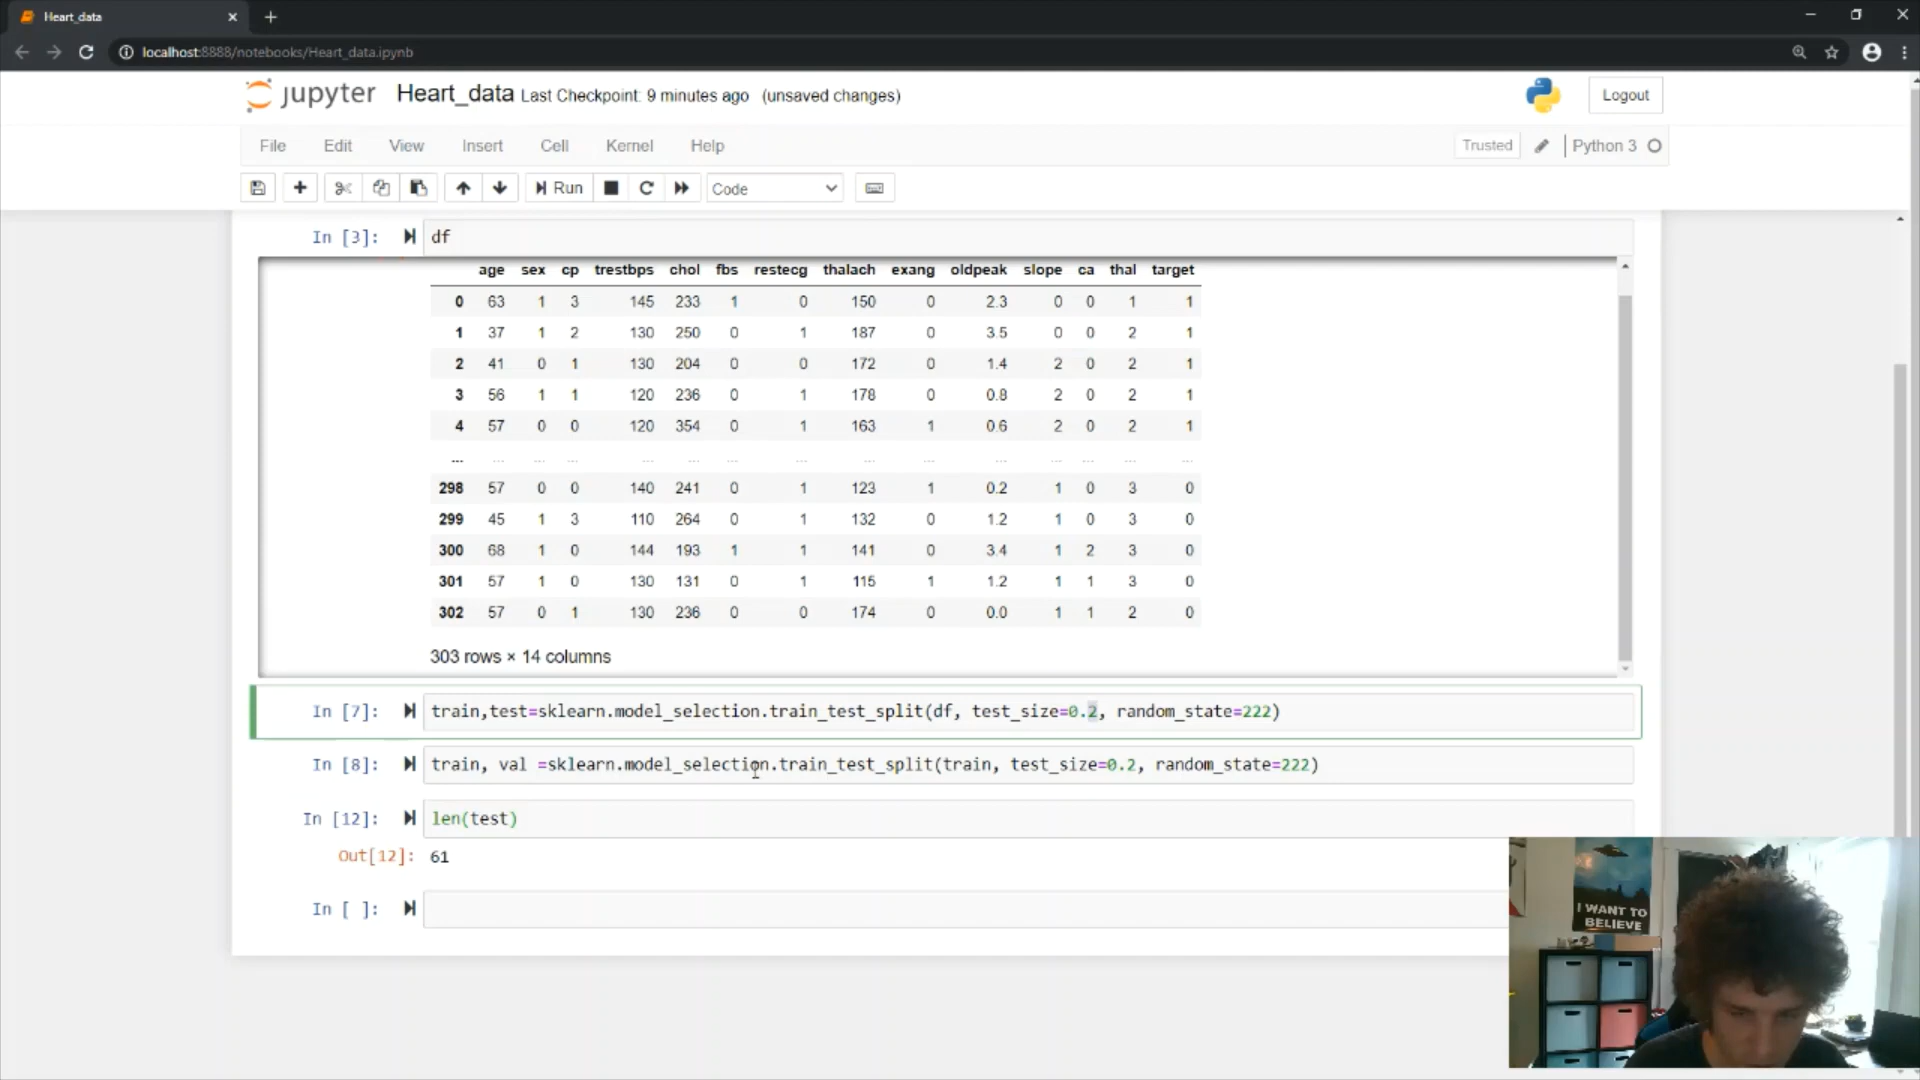 Heart_data
localhost:8888/notebooks/Heart_data.ipynb
jupyter Heart_data Last Checkpoint: 9 minutes ago (unsaved changes)
Logout
File Edit View Insert Cell Kernel Help
Trusted Python 3
Run Code
In [3]: df
age sex cp trestbps chol fbs restecg thalach exang oldpeak slope ca thal target
0 63 1 3 145 233 1 0 150 0 2.3 0 0 1 1
1 37 1 2 130 250 0 1 187 0 3.5 0 0 2 1
2 41 0 1 130 204 0 0 172 0 1.4 2 0 2 1
3 56 1 1 120 236 0 1 178 0 0.8 2 0 2 1
4 57 0 0 120 354 0 1 163 1 0.6 2 0 2 1
... ... ... ... ... ... ... ... ... ... ... ... ... ... ...
298 57 0 0 140 241 0 1 123 1 0.2 1 0 3 0
299 45 1 3 110 264 0 1 132 0 1.2 1 0 3 0
300 68 1 0 144 193 1 1 141 0 3.4 1 2 3 0
301 57 1 0 130 131 0 1 115 1 1.2 1 1 3 0
302 57 0 1 130 236 0 0 174 0 0.0 1 1 2 0
303 rows × 14 columns
In [7]: train,test=sklearn.model_selection.train_test_split(df, test_size=0.2, random_state=222)
In [8]: train, val =sklearn.model_selection.train_test_split(train, test_size=0.2, random_state=222)
In [12]: len(test)
Out[12]: 61
In [ ]:
I WANT TO
BELIEVE